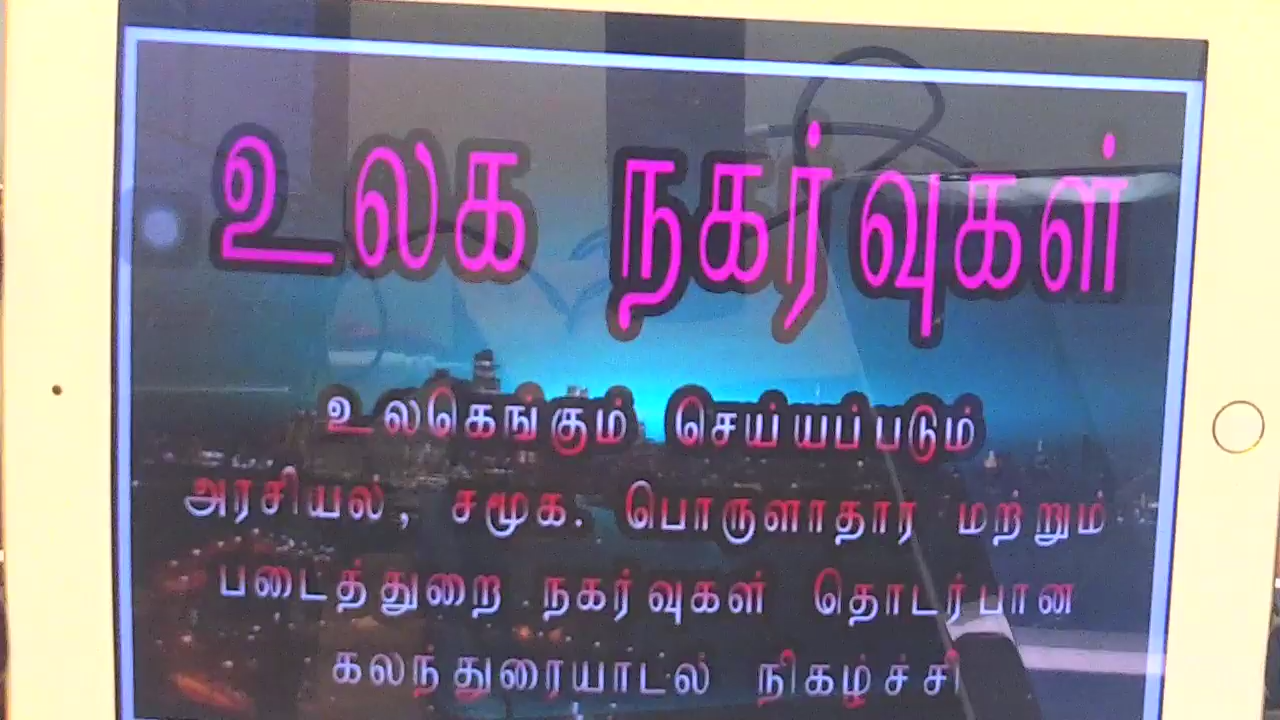 உலக நகர்வுகள்
உலகெங்கும் செய்யப்படும்
அரசியல், சமூக. பொருளாதார மற்றும்
படைத்துறை நகர்வுகள் தொடர்பான
கலந்துரையாடல் நிகழ்ச்சி